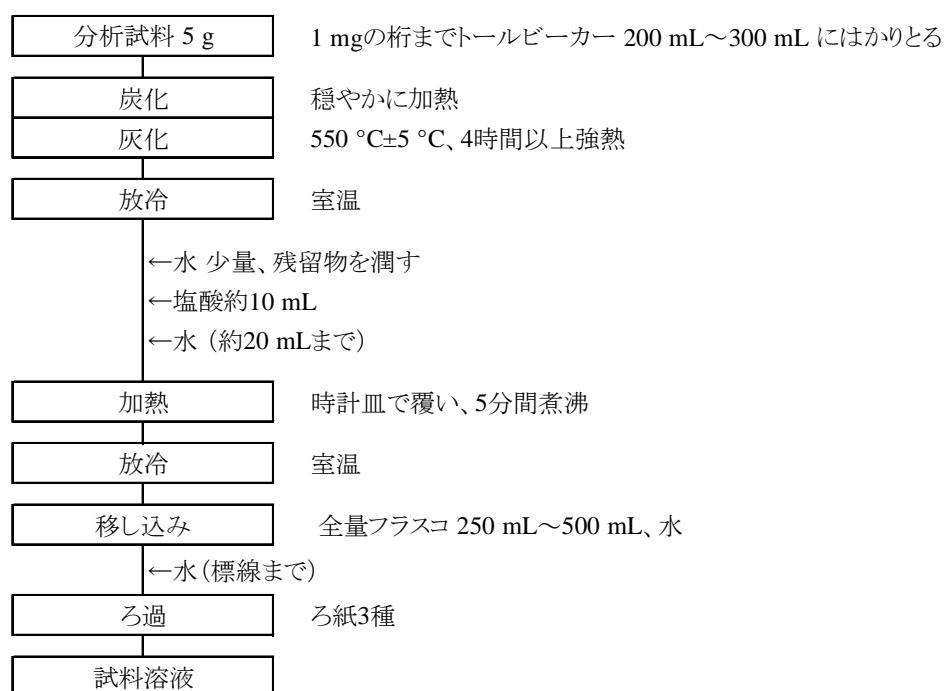 分析試料 5 g 1 mgの桁までトールビーカー 200 mL～300 mL にはかりとる
炭化 穏やかに加熱
灰化 550 °C±5 °C、4時間以上強熱
放冷 室温
←水 少量、残留物を潤す
←塩酸約10 mL
←水（約20 mLまで）
加熱 時計皿で覆い、5分間煮沸
放冷 室温
移し込み 全量フラスコ 250 mL～500 mL、水
←水（標線まで）
ろ過 ろ紙3種
試料溶液